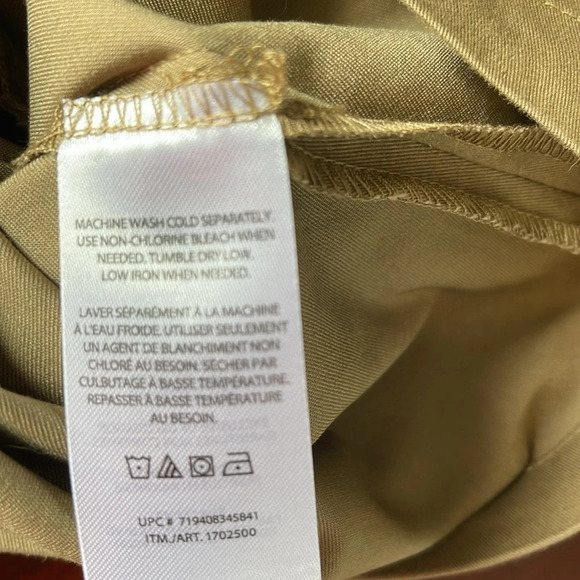 MACHINE WASH COLD SEPARATELY.
USE NON-CHLORINE BLEACH WHEN
NEEDED. TUMBLE DRY LOW.
LOW IRON WHEN NEEDED.
LAVER SÉPARÉMENT À LA MACHINE
À L'EAU FROIDE. UTILISER SEULEMENT
UN AGENT DE BLANCHIMENT NON
CHLORÉ AU BESOIN. SÉCHER PAR
CULBUTAGE À BASSE TEMPÉRATURE.
REPASSER À BASSE TEMPÉRATURE
AU BESOIN.
UPC # 719408345841
ITM./ART. 1702500